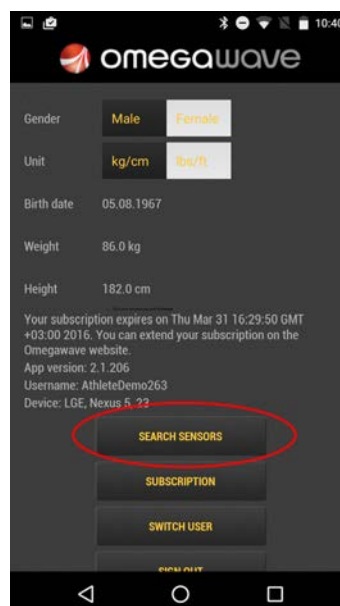 10:40
omegawave
Gender Male Female
Unit kg/cm lbs/ft
Birth date 05.08.1967
Weight 86.0 kg
Height 182.0 cm
Your subscription expires on Thu Mar 31 16:29:50 GMT
+03:00 2016. You can extend your subscription on the
Omegawave website.
App version: 2.1.206
Username: AthleteDemo263
Device: LGE, Nexus 5, 23
SEARCH SENSORS
SUBSCRIPTION
SWITCH USER
SIGN OUT